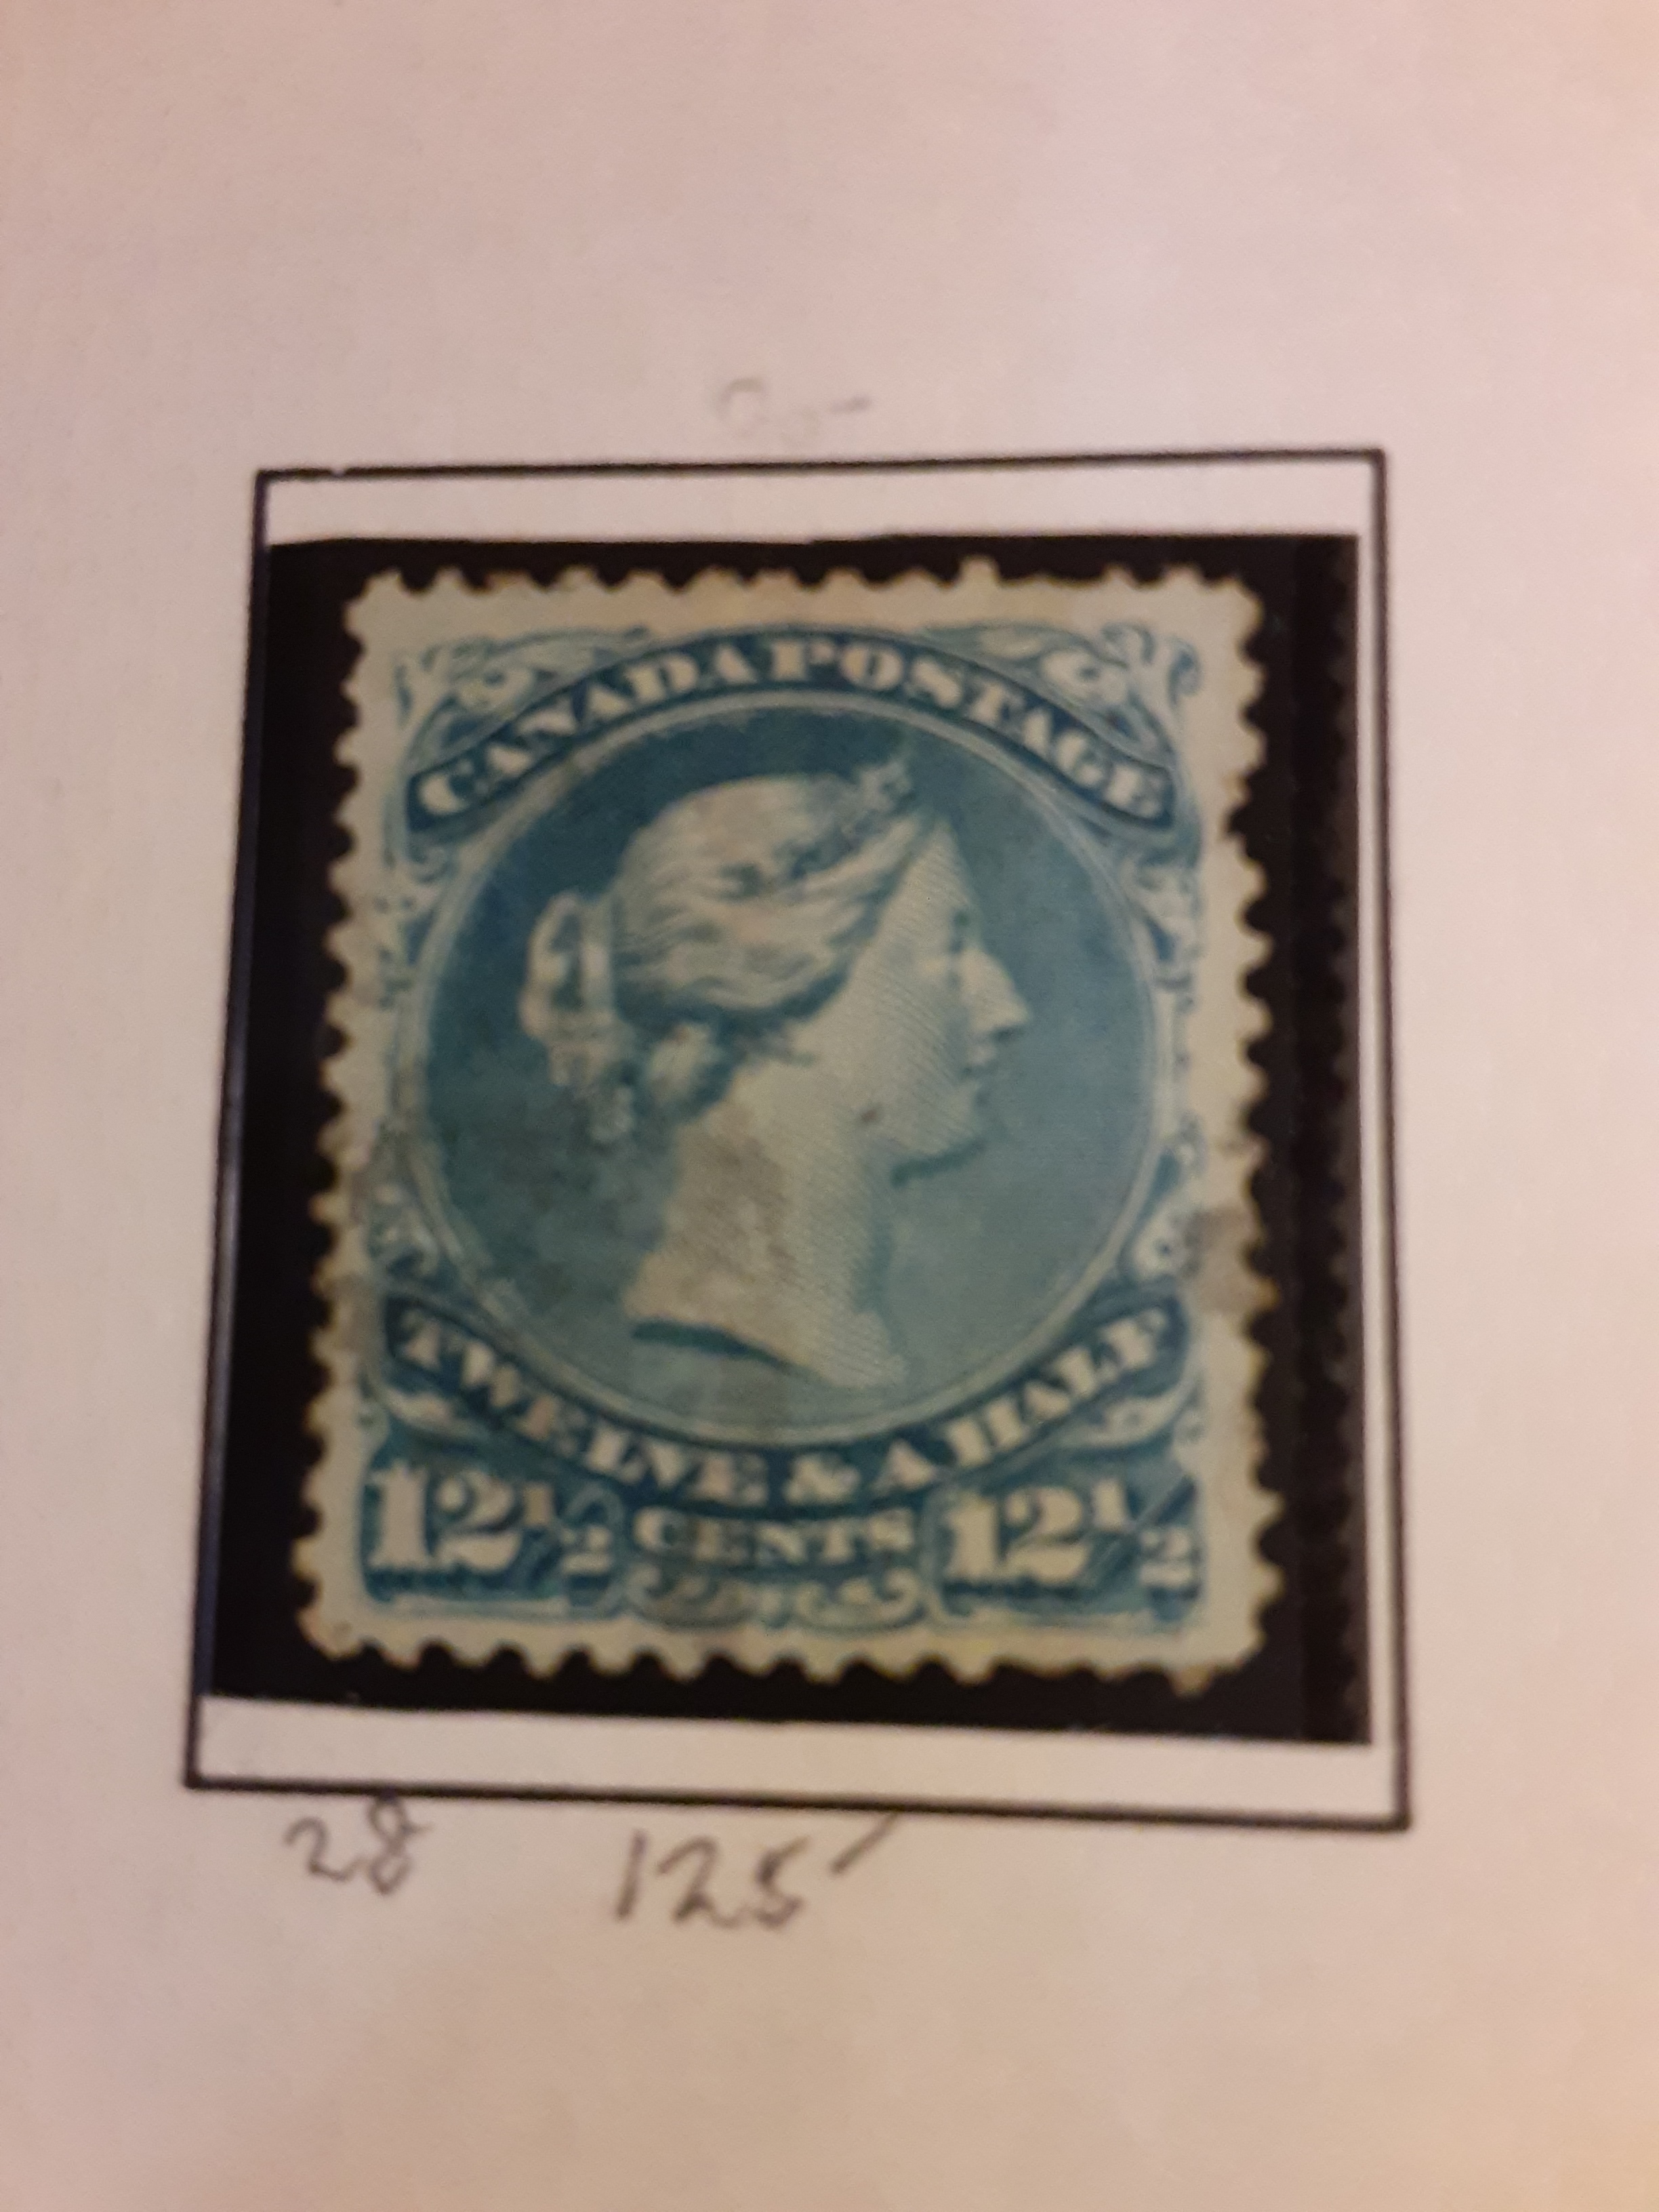 CANADA POSTAGE
TWELVE & A HALF
12½ CENTS 12½
28 125